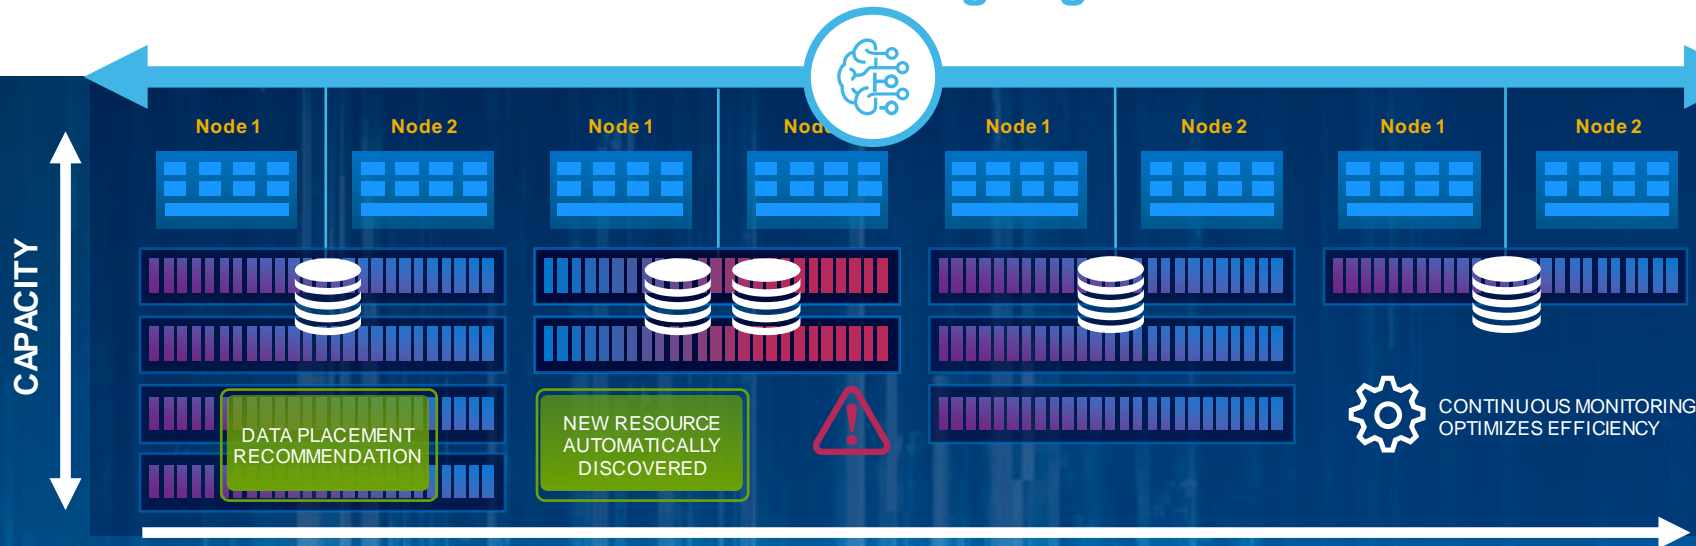 Node 1
Node 2
Node 1
Node 1
Node 2
Node 1
Node 2
CAPACITY
DATA PLACEMENT
RECOMMENDATION
NEW RESOURCE
AUTOMATICALLY
DISCOVERED
CONTINUOUS MONITORING
OPTIMIZES EFFICIENCY